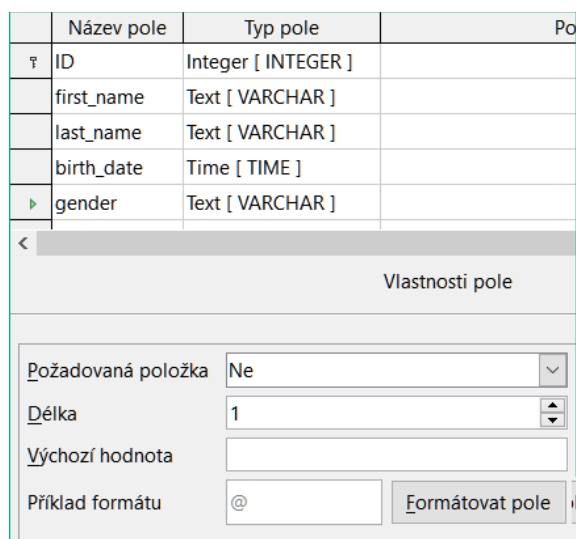 Název pole Typ pole Po
ID Integer [ INTEGER ]
first_name Text [ VARCHAR ]
last_name Text [ VARCHAR ]
birth_date Time [ TIME ]
gender Text [ VARCHAR ]
Vlastnosti pole
Požadovaná položka Ne
Délka 1
Výchozí hodnota
Příklad formátu @ Formátovat pole